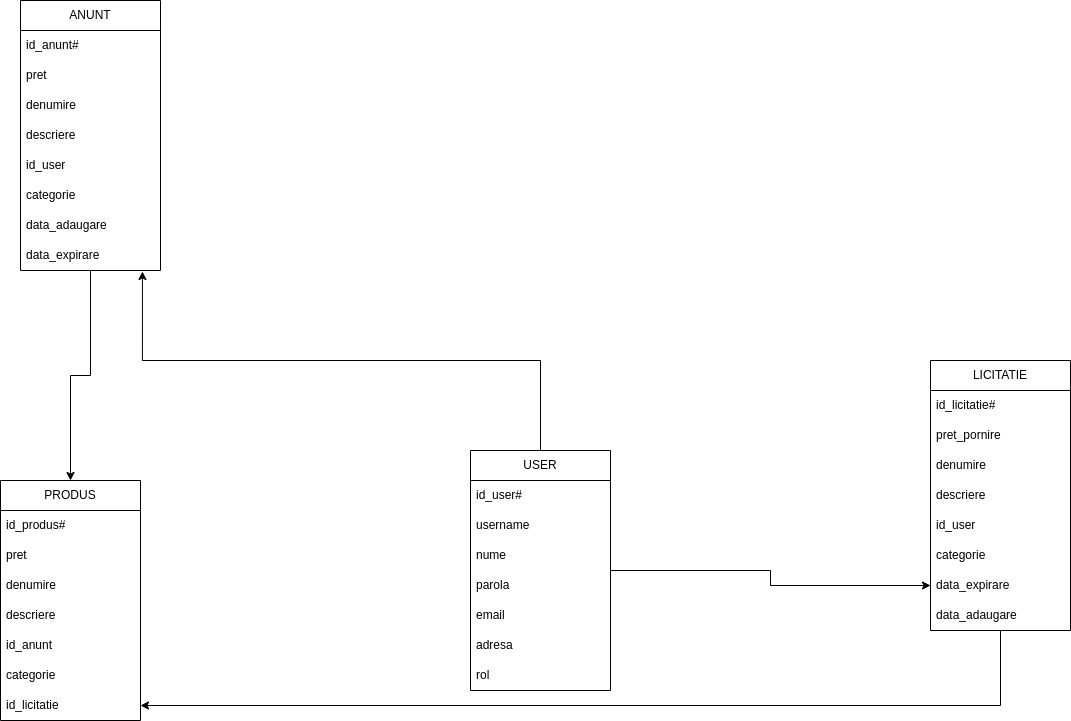 ANUNT
id_anunt#
pret
denumire
descriere
id_user
categorie
data_adaugare
data_expirare
PRODUS
id_produs#
pret
denumire
descriere
id_anunt
categorie
id_licitatie
USER
id_user#
username
nume
parola
email
adresa
rol
LICITATIE
id_licitatie#
pret_pornire
denumire
descriere
id_user
categorie
data_expirare
data_adaugare